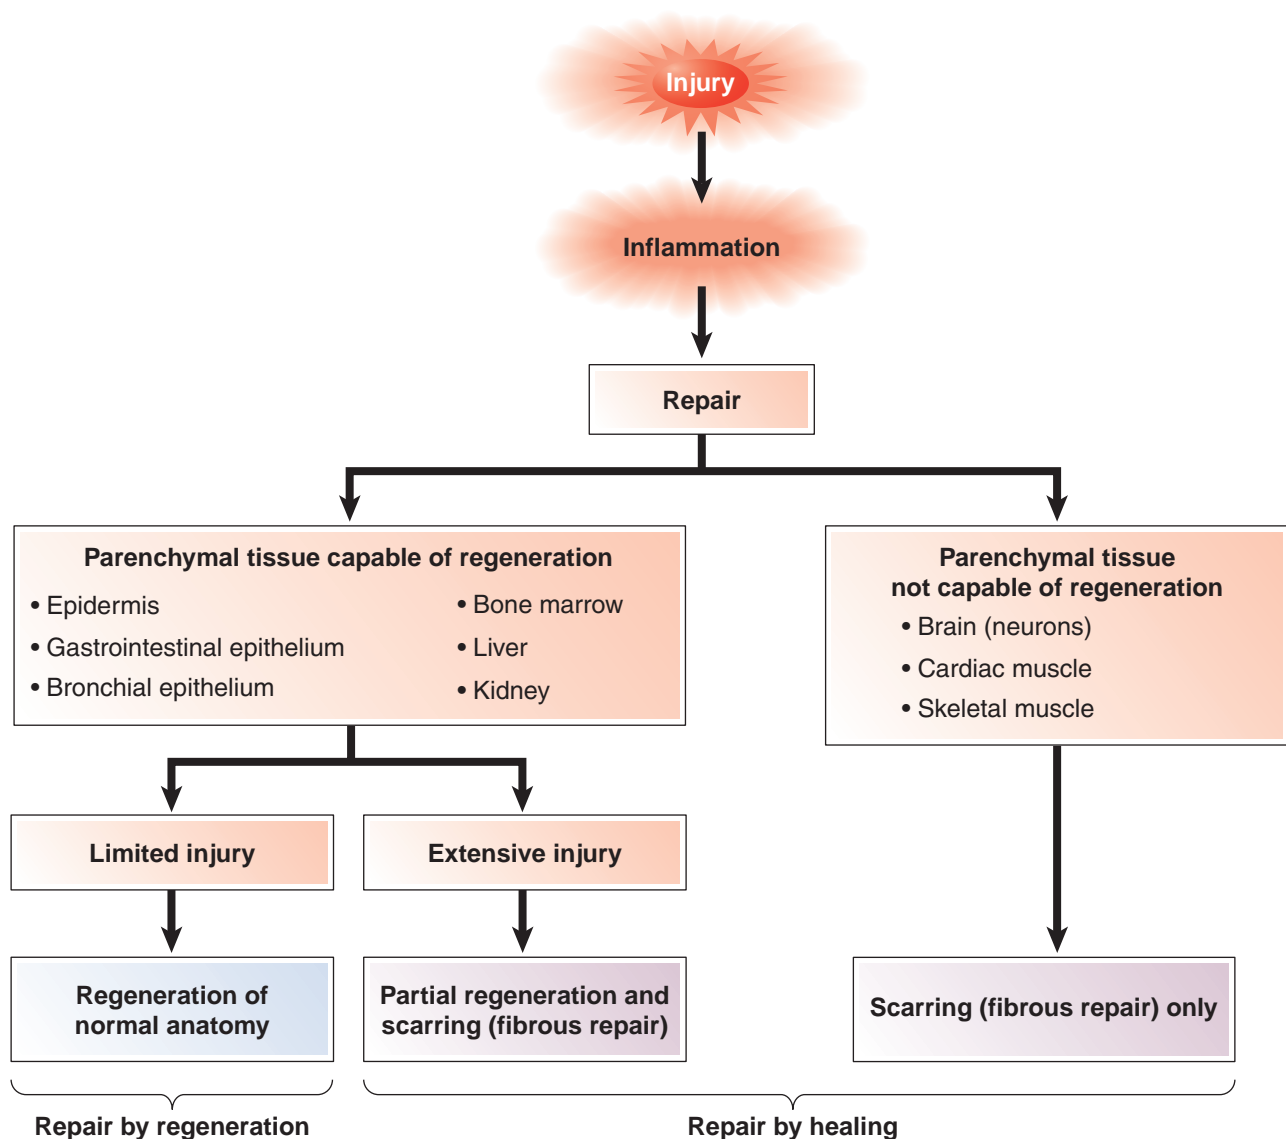 Injury
Inflammation
Repair
Parenchymal tissue capable of regeneration
• Epidermis
• Gastrointestinal epithelium
• Bronchial epithelium
• Bone marrow
• Liver
• Kidney
Parenchymal tissue
not capable of regeneration
• Brain (neurons)
• Cardiac muscle
• Skeletal muscle
Limited injury
Extensive injury
Regeneration of
normal anatomy
Partial regeneration and
scarring (fibrous repair)
Scarring (fibrous repair) only
Repair by regeneration
Repair by healing